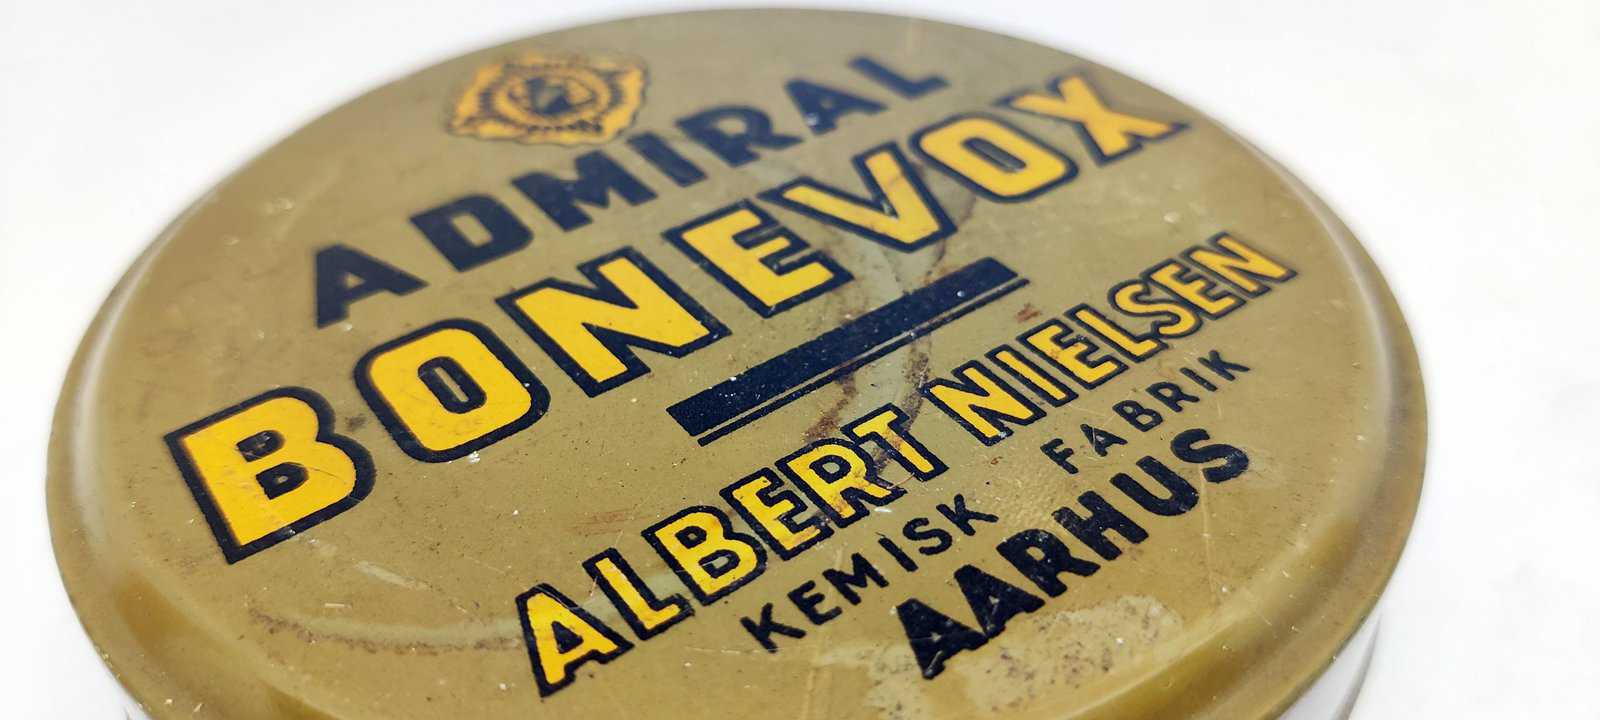 ADMIRAL
BONEVOX
ALBERT NIELSEN
KEMISK FABRIK
AARHUS